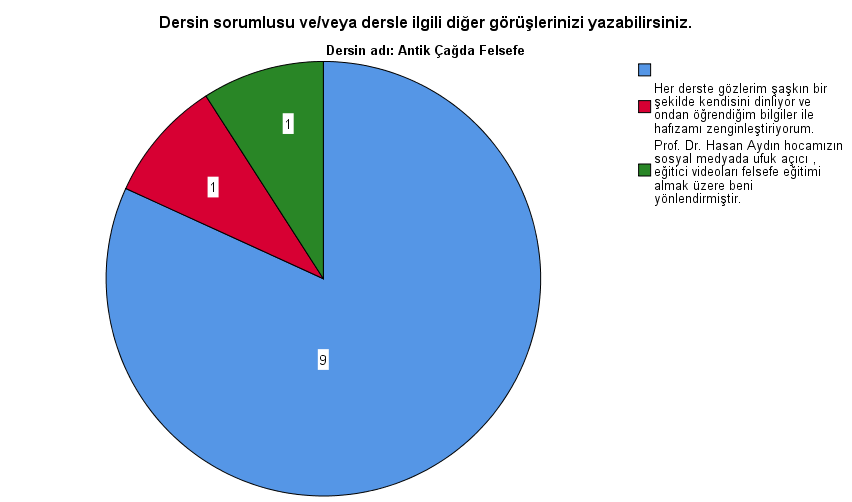 Dersin sorumlusu ve/veya dersle ilgili diğer görüşlerinizi yazabilirsiniz.
Dersin adı: Antik Çağda Felsefe
Her derste gözlerim şaşkın bir
şekilde kendisini dinliyor ve
ondan öğrendiğim bilgiler ile
hafızamı zenginleştiriyorum.
Prof. Dr. Hasan Aydın hocamızın
sosyal medyada ufuk açıcı ,
eğitici videoları felsefe eğitimi
almak üzere beni
yönlendirmiştir.
1
1
9